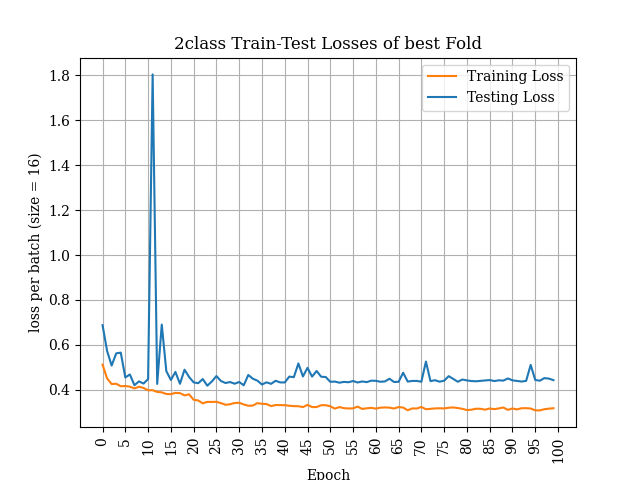 2class Train-Test Losses of best Fold
Training Loss
Testing Loss
loss per batch (size = 16)
1.8
1.6
1.4
1.2
1.0
0.8
0.6
0.4
0 5 10 15 20 25 30 35 40 45 50 55 60 65 70 75 80 85 90 95 100
Epoch